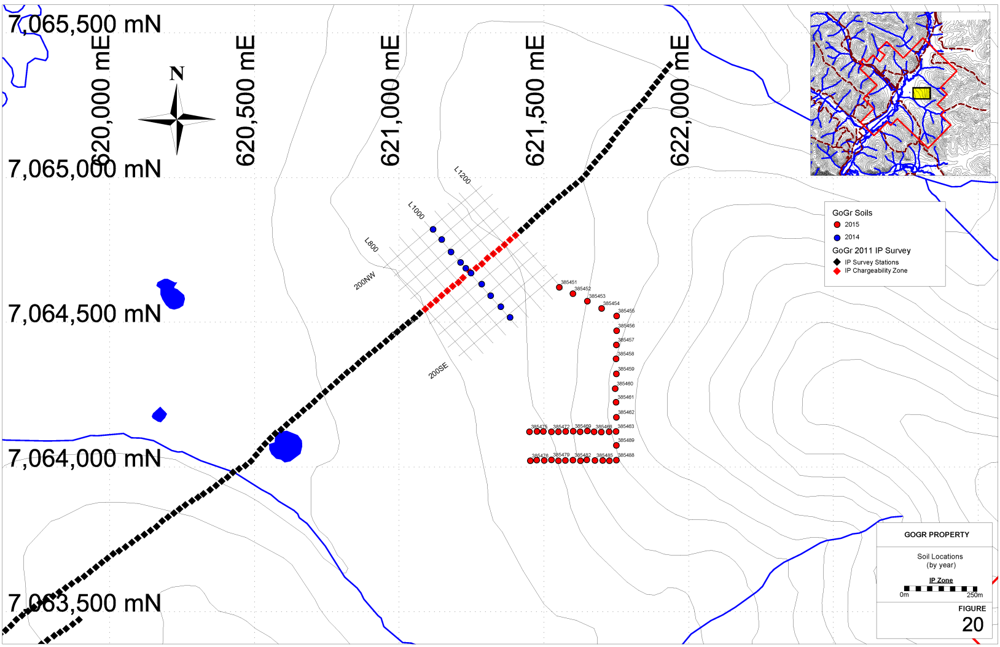 7,065,500 mN
620,000 mE
620,500 mE
621,000 mE
621,500 mE
622,000 mE
N
7,065,000 mN
L1200
L1000
L800
200NW
200SE
GoGr Soils
2015
2014
GoGr 2011 IP Survey
IP Survey Stations
IP Chargeability Zone
385451
385452
385453
385454
7,064,500 mN
385455
385456
385457
385458
385459
385460
385461
385462
385475
385472
385469
385466
385463
385489
385476
385479
385482
385485
385488
7,064,000 mN
7,063,500 mN
GOGR PROPERTY
Soil Locations
(by year)
IP Zone
0m
250m
FIGURE
20